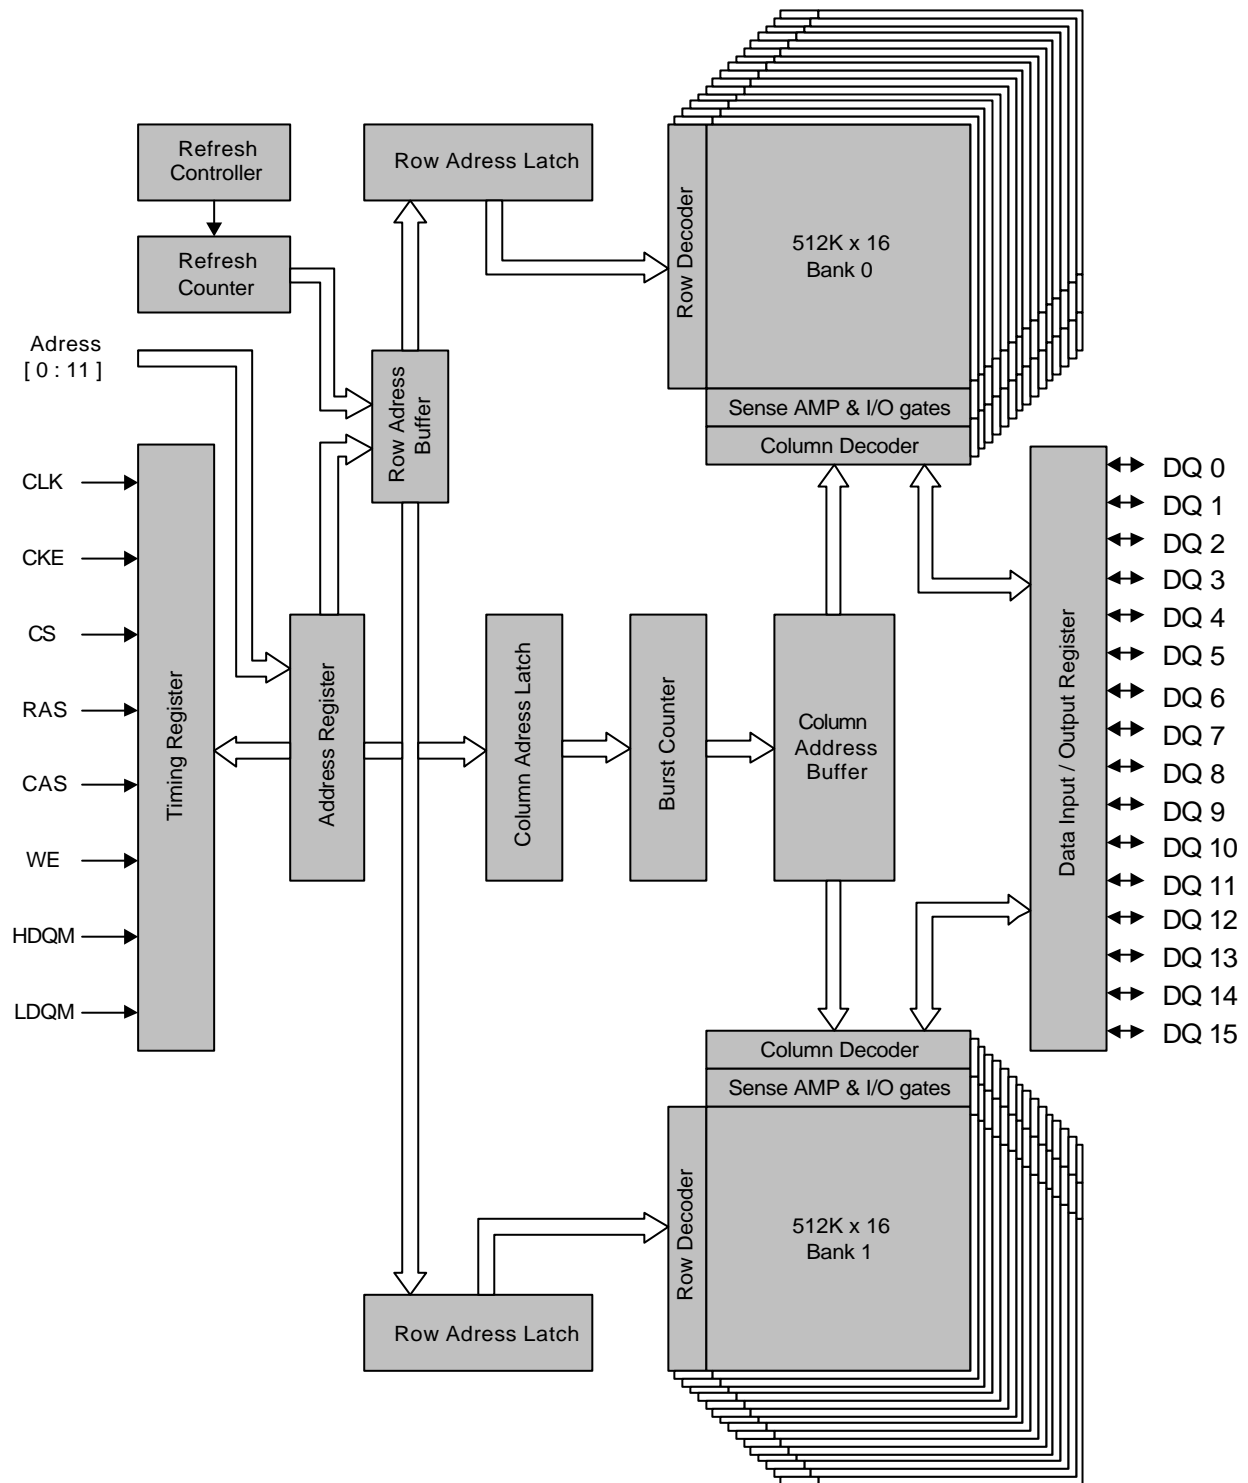 Refresh
Controller
Row Adress Latch
Row Decoder
512K x 16
Bank 0
Refresh
Counter
Adress
[ 0 : 11 ]
Row Adress
Buffer
Sense AMP & I/O gates
Column Decoder
CLK
CKE
CS
RAS
CAS
WE
HDQM
LDQM
Timing Register
Address Register
Column Adress Latch
Burst Counter
Column
Address
Buffer
Data Input / Output Register
DQ 0
DQ 1
DQ 2
DQ 3
DQ 4
DQ 5
DQ 6
DQ 7
DQ 8
DQ 9
DQ 10
DQ 11
DQ 12
DQ 13
DQ 14
DQ 15
Column Decoder
Sense AMP & I/O gates
Row Decoder
512K x 16
Bank 1
Row Adress Latch